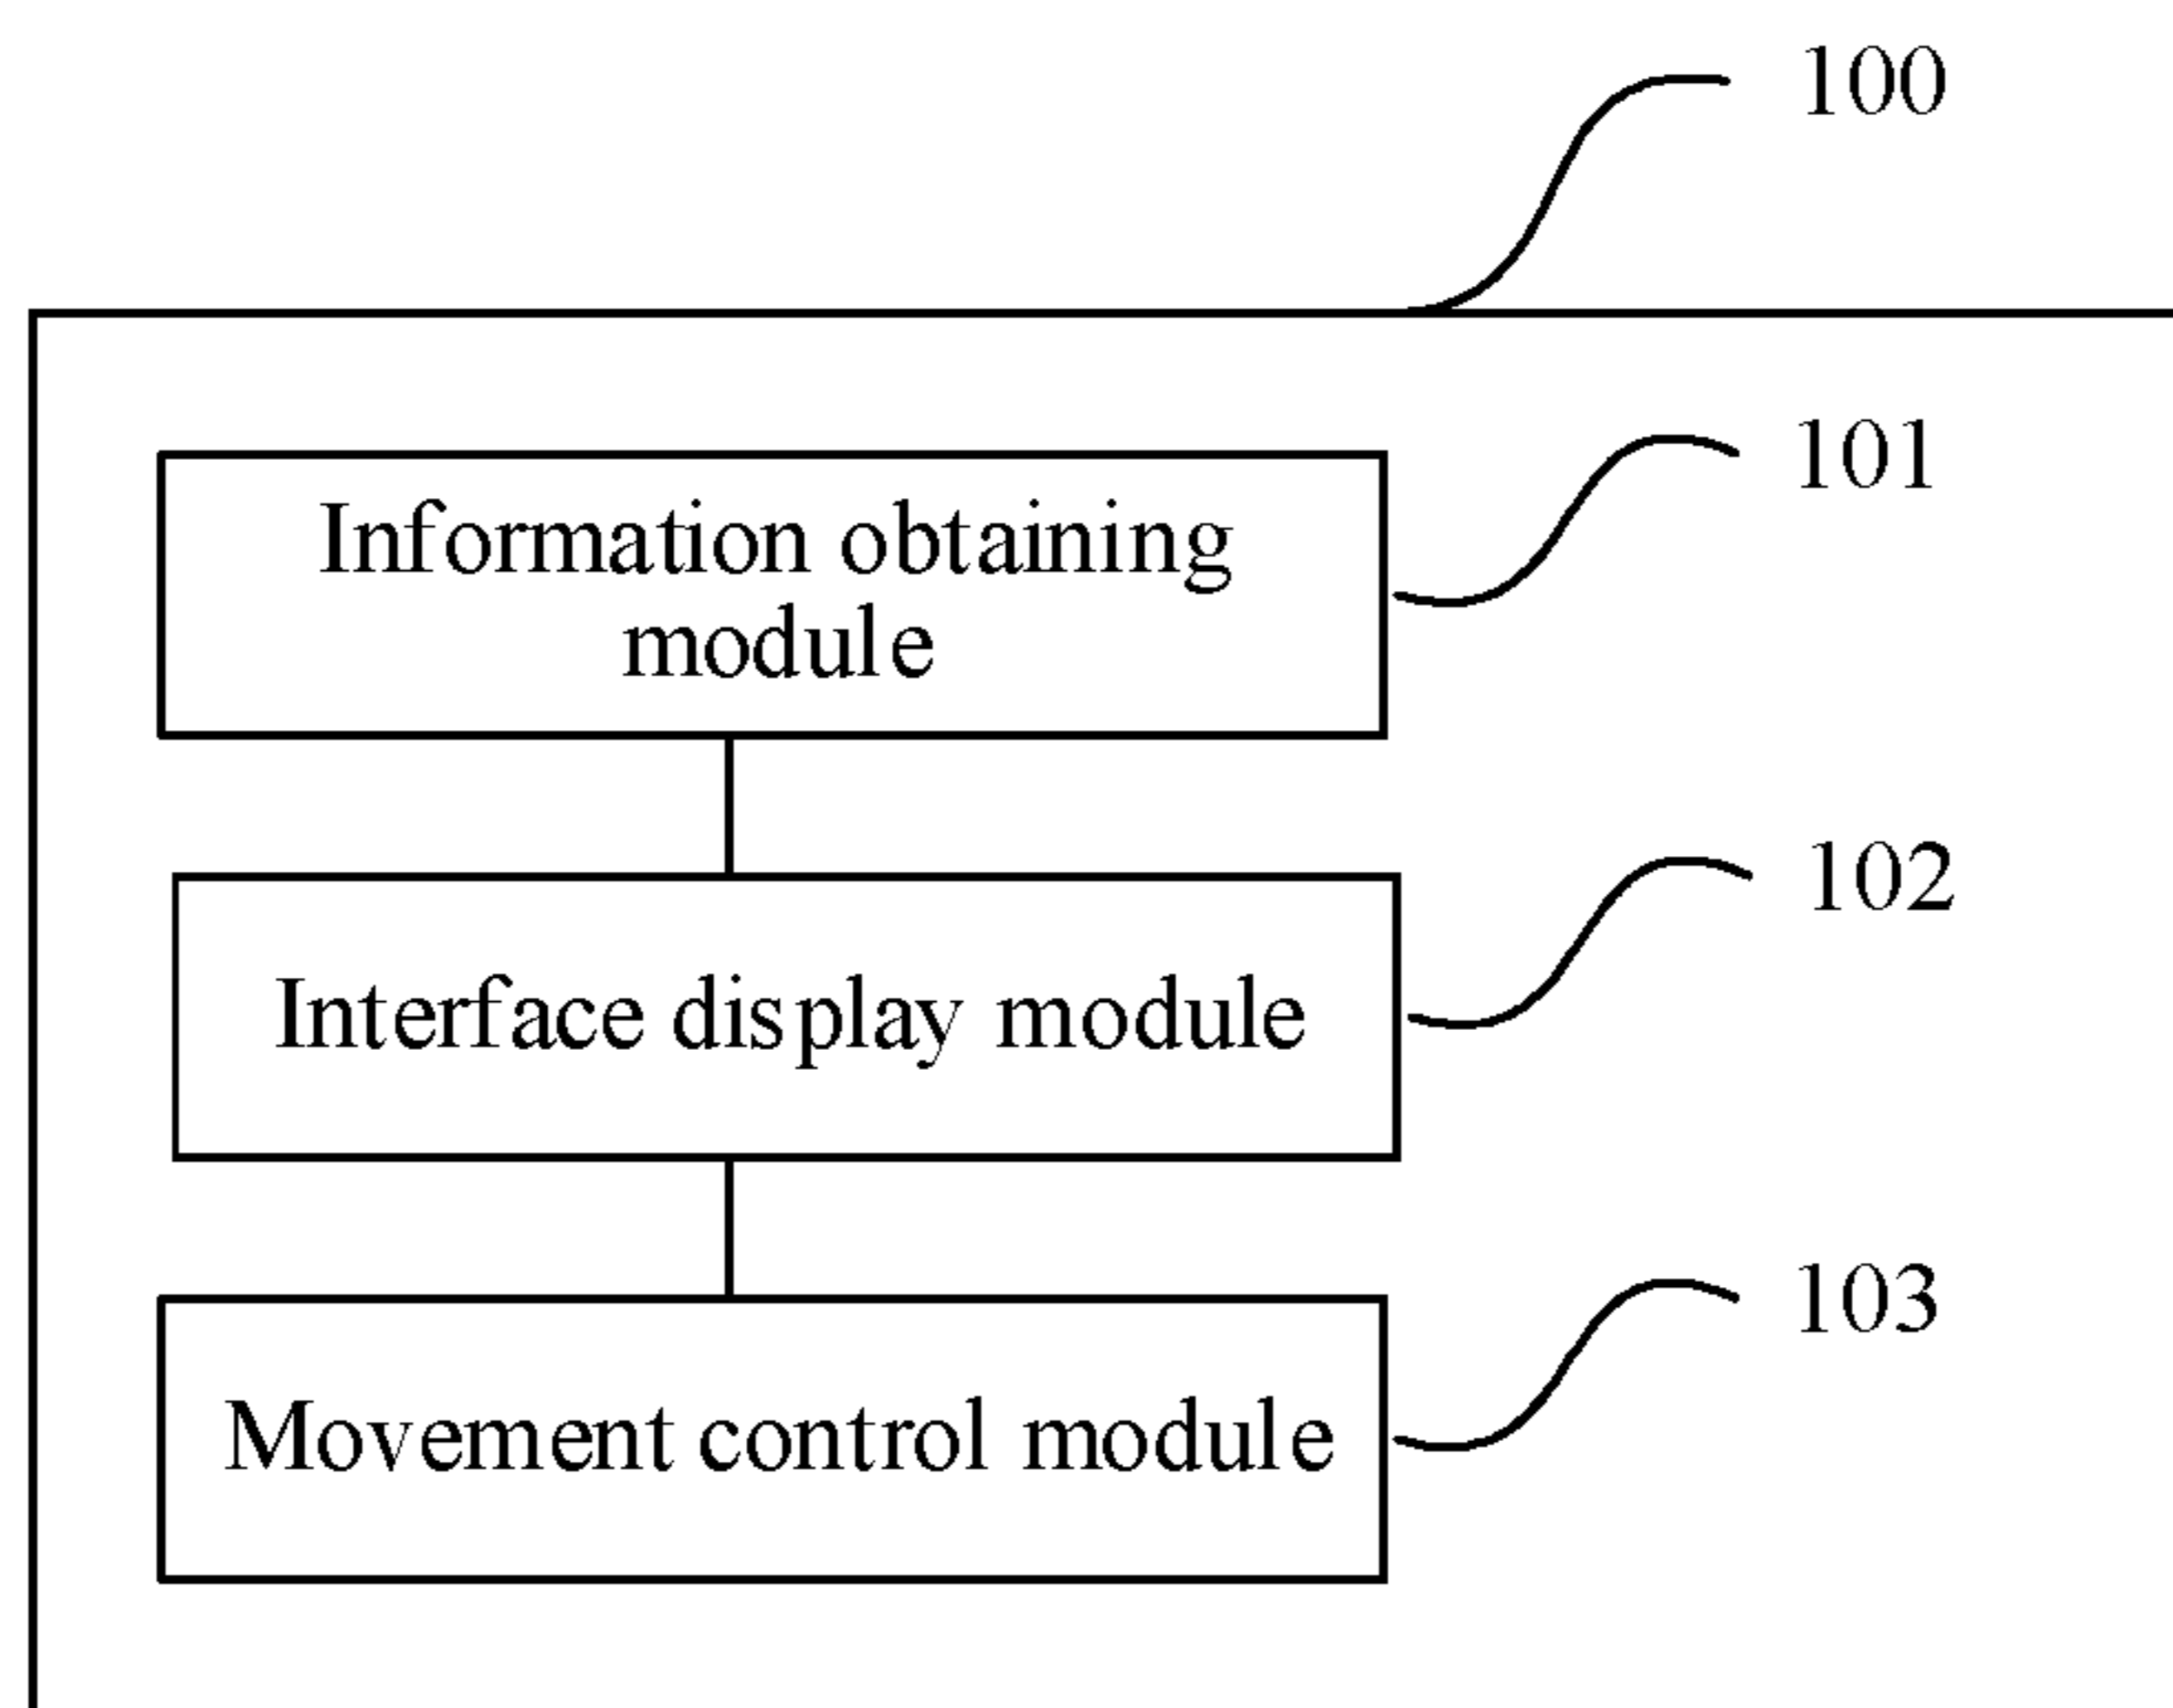 100
101
Information obtaining
module
102
Interface display module
103
Movement control module